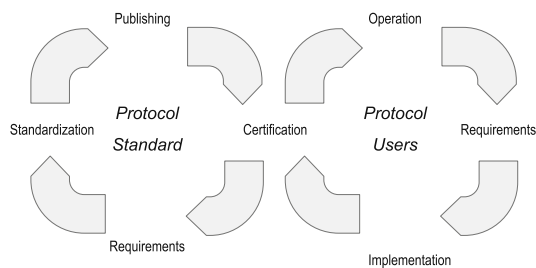 Publishing
Operation
Protocol
Standard
Protocol
Users
Standardization
Certification
Requirements
Requirements
Implementation